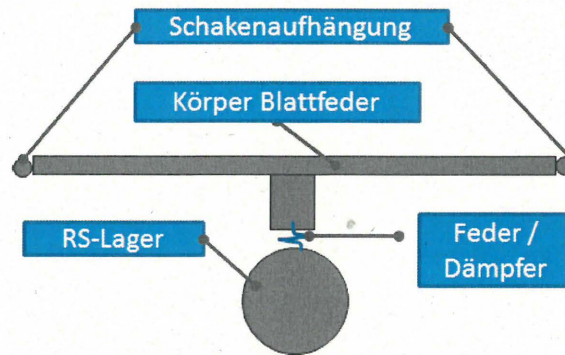 Schakenaufhängung
Körper Blattfeder
RS-Lager
Feder /
Dämpfer